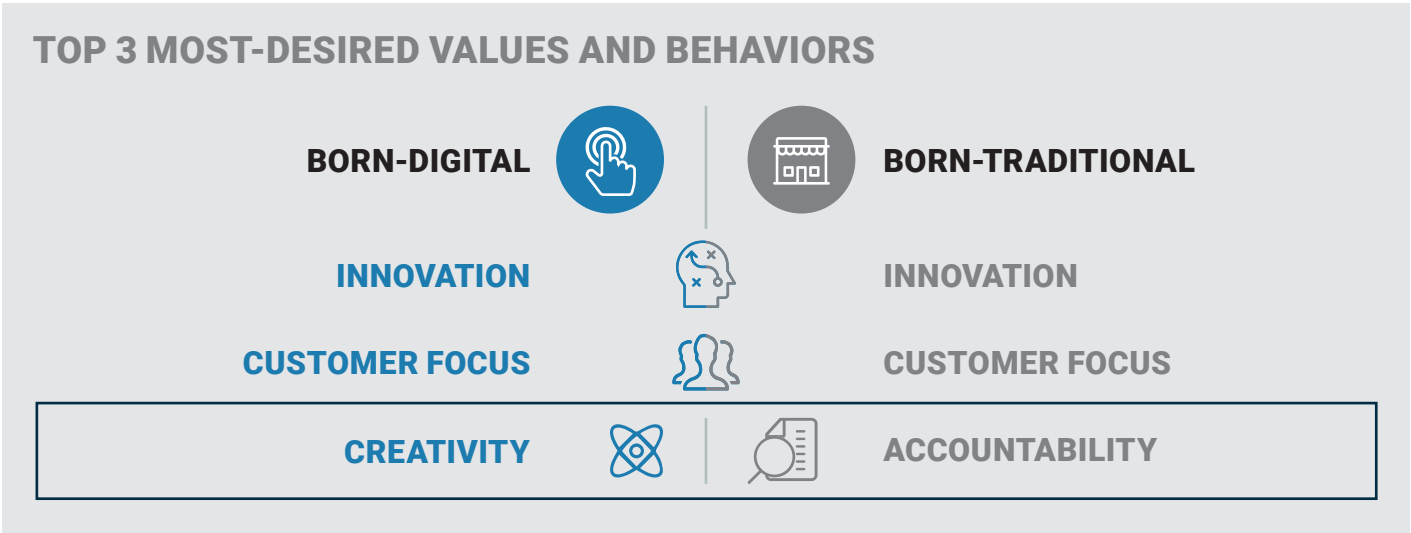 TOP 3 MOST-DESIRED VALUES AND BEHAVIORS
BORN-DIGITAL BORN-TRADITIONAL
INNOVATION INNOVATION
CUSTOMER FOCUS CUSTOMER FOCUS
CREATIVITY ACCOUNTABILITY